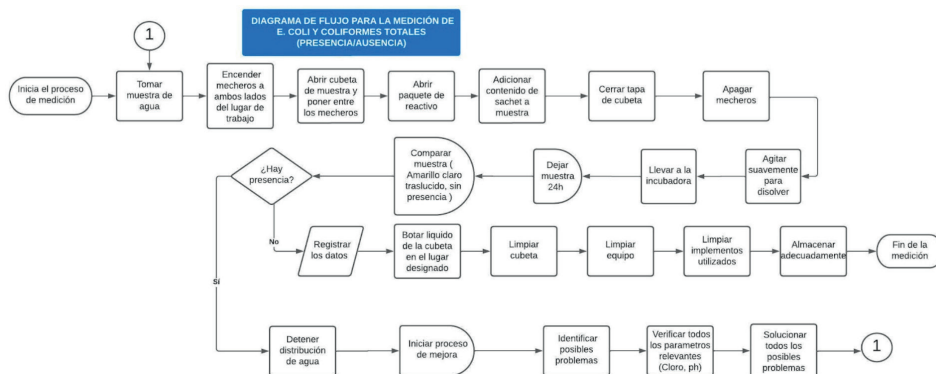 DIAGRAMA DE FLUJO PARA LA MEDICIÓN DE
E. COLI Y COLIFORMES TOTALES
(PRESENCIA/AUSENCIA)
1
Inicia el proceso
de medición
Tomar
muestra de
agua
Encender
mecheros a
ambos lados
del lugar de
trabajo
Abrir cubeta
de muestra y
poner entre
los mecheros
Abrir
paquete de
reactivo
Adicionar
contenido de
sachet a
muestra
Cerrar tapa
de cubeta
Apagar
mecheros
Agitar
suavemente
para
disolver
Llevar a la
incubadora
Dejar
muestra
24h
Comparar
muestra (
Amarillo claro
traslucido, sin
presencia )
¿Hay
presencia?
No
Registrar
los datos
Botar liquido
de la cubeta
en el lugar
designado
Limpiar
cubeta
Limpiar
equipo
Limpiar
implementos
utilizados
Almacenar
adecuadamente
Fin de la
medición
Sí
Detener
distribución
de agua
Iniciar proceso
de mejora
Identificar
posibles
problemas
Verificar todos
los parametros
relevantes
(Cloro, ph)
Solucionar
todos los
posibles
problemas
1